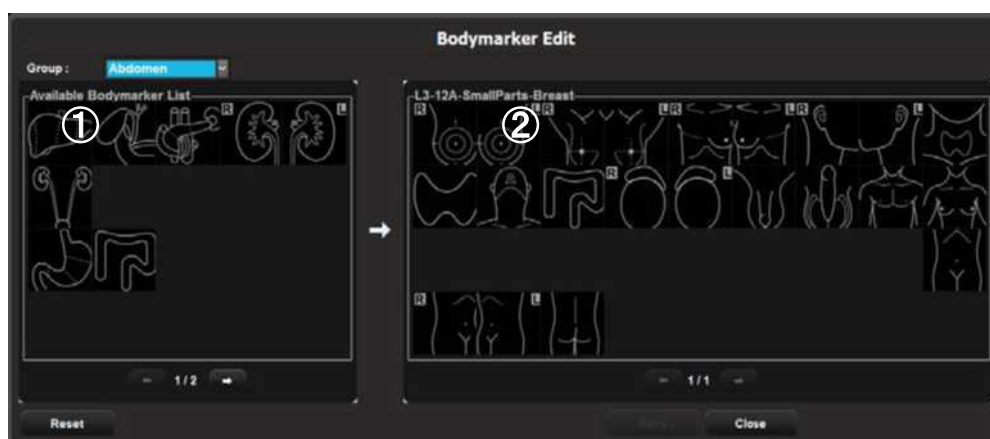 Bodymarker Edit
Group : Abdomen
Available Bodymarker List
①
R L
L3-12A-SmallParts-Breast
②
R LR LR LR L
R L
R L
1/2
1/1
Reset
Close